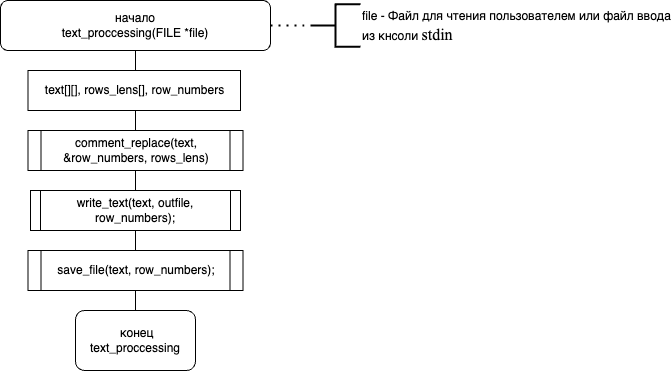 начало
text_proccessing(FILE *file)
file - Файл для чтения пользователем или файл ввода
из кнсоли stdin
text[][], rows_lens[], row_numbers
comment_replace(text,
&row_numbers, rows_lens)
write_text(text, outfile,
row_numbers);
save_file(text, row_numbers);
конец
text_proccessing